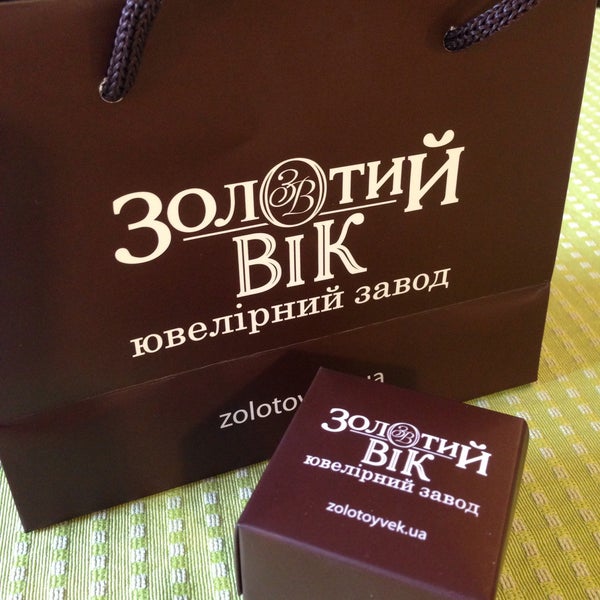 ЗОЛОТИЙ
ВІК
ювелірний завод
ЗОЛОТИЙ
ВІК
ювелірний завод
zolotoyvek.ua